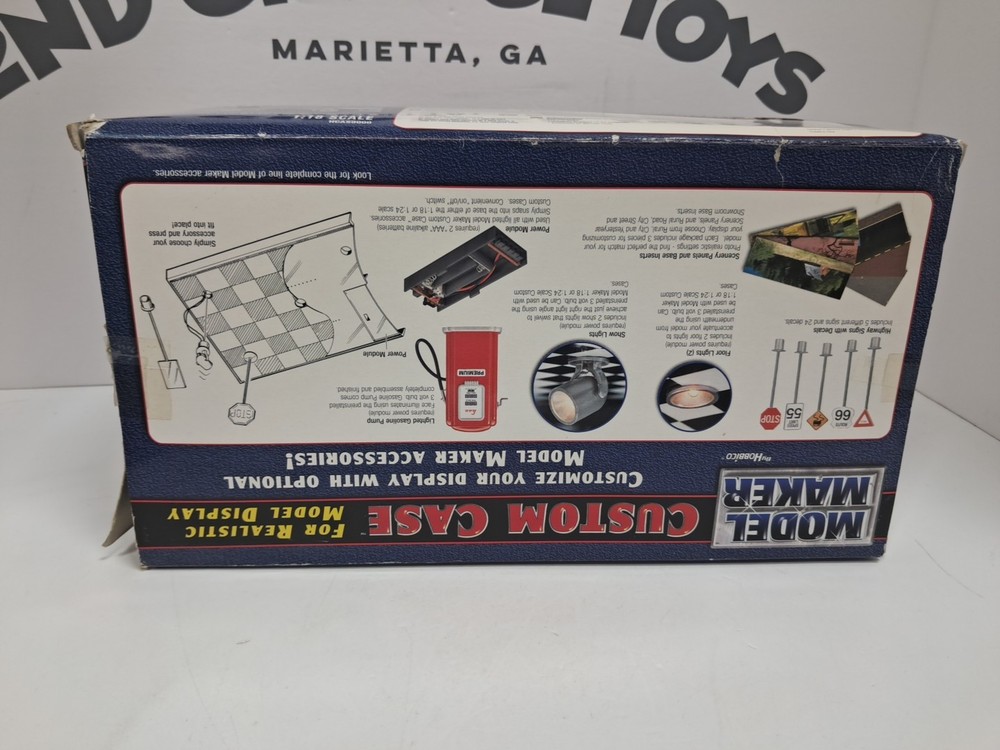 2ND
TOYS
MARIETTA, GA
MODEL
MAKER
By HOBBICO
CUSTOM CASE™
FOR REALISTIC
MODEL DISPLAY
CUSTOMIZE YOUR DISPLAY WITH OPTIONAL
MODEL MAKER ACCESSORIES!
STOP
SPEED
LIMIT
55
ROUTE
66
Highway Signs with Decals
Includes 5 different signs and 24 decals.
Floor Lights (2)
(requires power module)
Includes 2 floor lights to
accentuate your model from
underneath using the
preinstalled 3 volt bulb. Can
be used with Model Maker
1:18 or 1:24 Scale Custom
Cases.
Show Lights
(requires power module)
Includes 2 show lights that swivel to
achieve just the right angle using the
preinstalled 3 volt bulb. Can be used with
Model Maker 1:18 or 1:24 Scale Custom
Cases.
PREMIUM
Lighted Gasoline Pump
(requires power module)
Face illuminates using the preinstalled
3 volt bulb. Gasoline Pump comes
completely assembled and finished.
STOP
Power Module
Simply choose your
accessory and press
fit into place!
Scenery Panels and Base Inserts
Photo realistic settings - find the perfect match for your
model. Each package includes 3 pieces for customizing
your display. Choose from Rural, City and Yesteryear
Scenery Panels, and Rural Road, City Street and
Showroom Base Inserts.
Power Module (requires 2 "AAA" alkaline batteries)
Used with all lighted Model Maker Custom Case™ accessories.
Simply snaps into the base of either the 1:18 or 1:24 scale
Custom Cases. Convenient "on/off" switch.
Look for the complete line of Model Maker accessories.
1/18 SCALE